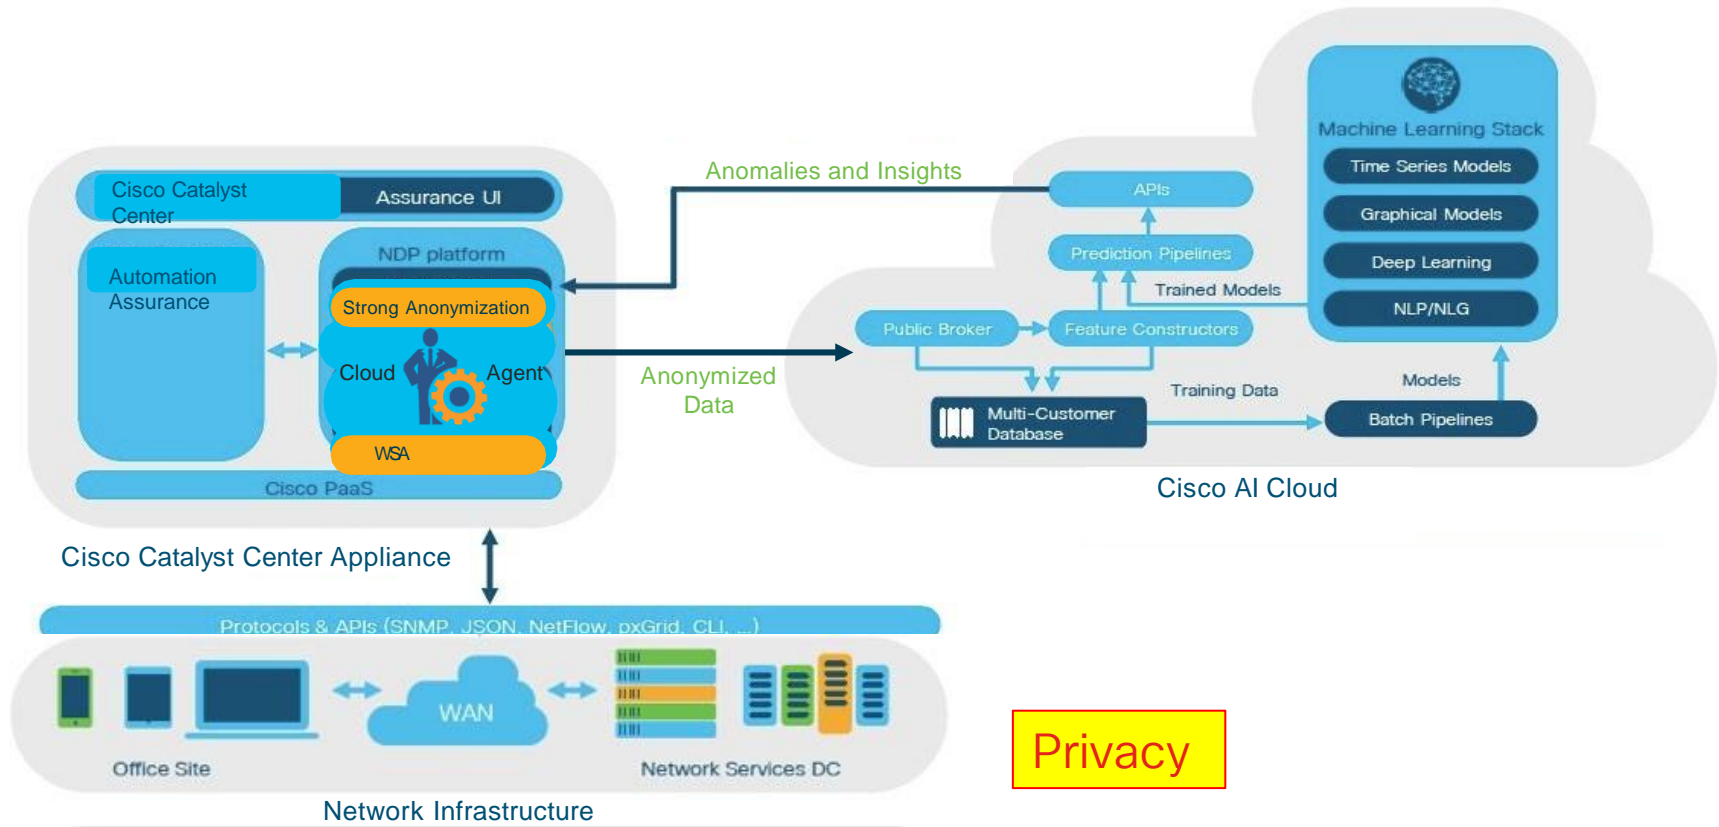 Machine Learning Stack
Time Series Models
Graphical Models
Deep Learning
NLP/NLG
Anomalies and Insights
APIs
Prediction Pipelines
Trained Models
Public Broker
Feature Constructors
Models
Training Data
Multi-Customer
Database
Batch Pipelines
Cisco AI Cloud
Cisco Catalyst
Center
Assurance UI
Automation
Assurance
NDP platform
Strong Anonymization
Cloud
Agent
WSA
Cisco PaaS
Anonymized
Data
Cisco Catalyst Center Appliance
Protocols & APIs (SNMP, JSON, NetFlow, pxGrid, CLI, ...)
WAN
Office Site
Network Services DC
Network Infrastructure
Privacy